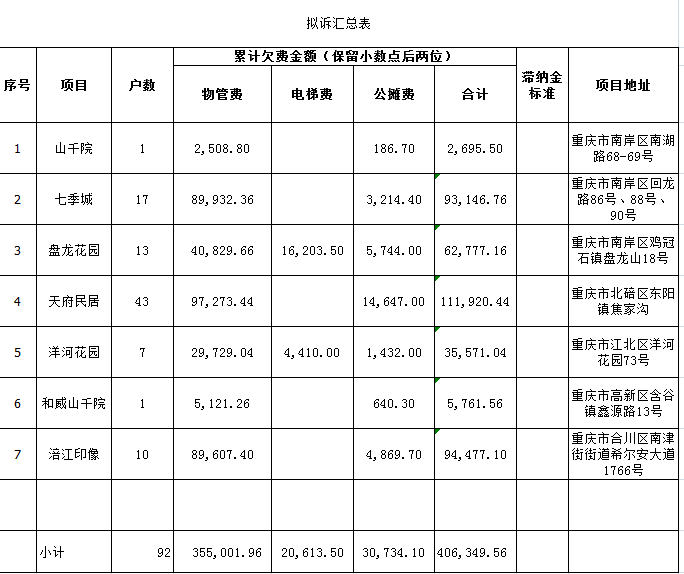 拟诉汇总表
序号 项目 户数 累计欠费金额（保留小数点后两位） 滞纳金标准 项目地址
物管费 电梯费 公摊费 合计
1 山千院 1 2,508.80 186.70 2,695.50 重庆市南岸区南湖路68-69号
2 七季城 17 89,932.36 3,214.40 93,146.76 重庆市南岸区回龙路86号、88号、90号
3 盘龙花园 13 40,829.66 16,203.50 5,744.00 62,777.16 重庆市南岸区鸡冠石镇盘龙山18号
4 天府民居 43 97,273.44 14,647.00 111,920.44 重庆市北碚区东阳镇焦家沟
5 洋河花园 7 29,729.04 4,410.00 1,432.00 35,571.04 重庆市江北区洋河花园73号
6 和威山千院 1 5,121.26 640.30 5,761.56 重庆市高新区含谷镇鑫源路13号
7 涪江印像 10 89,607.40 4,869.70 94,477.10 重庆市合川区南津街街道希尔安大道1766号
小计 92 355,001.96 20,613.50 30,734.10 406,349.56